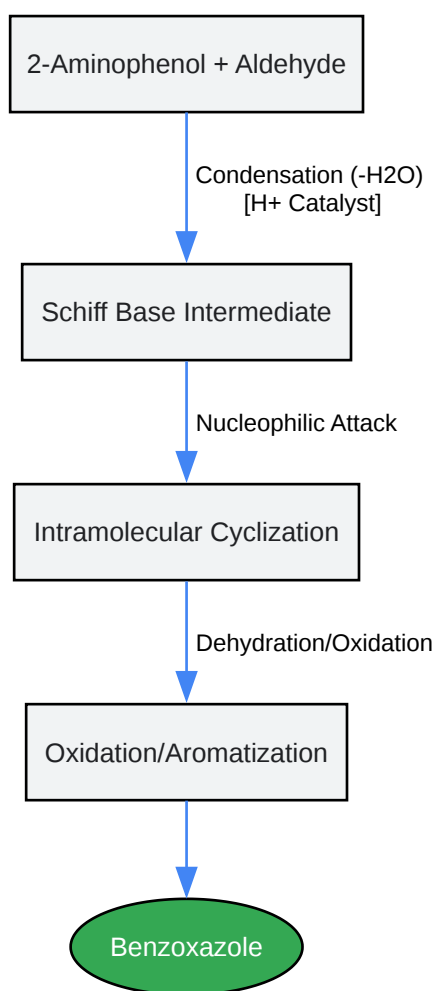 2-Aminophenol + Aldehyde
Condensation (-H2O)
[H+ Catalyst]
Schiff Base Intermediate
Nucleophilic Attack
Intramolecular Cyclization
Dehydration/Oxidation
Oxidation/Aromatization
Benzoxazole